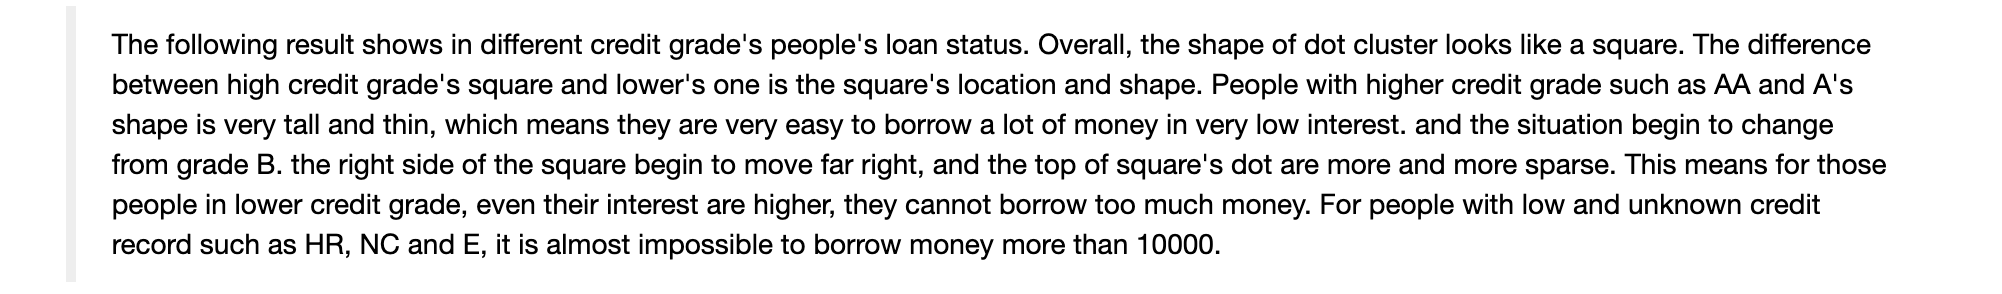 The following result shows in different credit grade's people's loan status. Overall, the shape of dot cluster looks like a square. The difference
between high credit grade's square and lower's one is the square's location and shape. People with higher credit grade such as AA and A's
shape is very tall and thin, which means they are very easy to borrow a lot of money in very low interest. and the situation begin to change
from grade B. the right side of the square begin to move far right, and the top of square's dot are more and more sparse. This means for those
people in lower credit grade, even their interest are higher, they cannot borrow too much money. For people with low and unknown credit
record such as HR, NC and E, it is almost impossible to borrow money more than 10000.